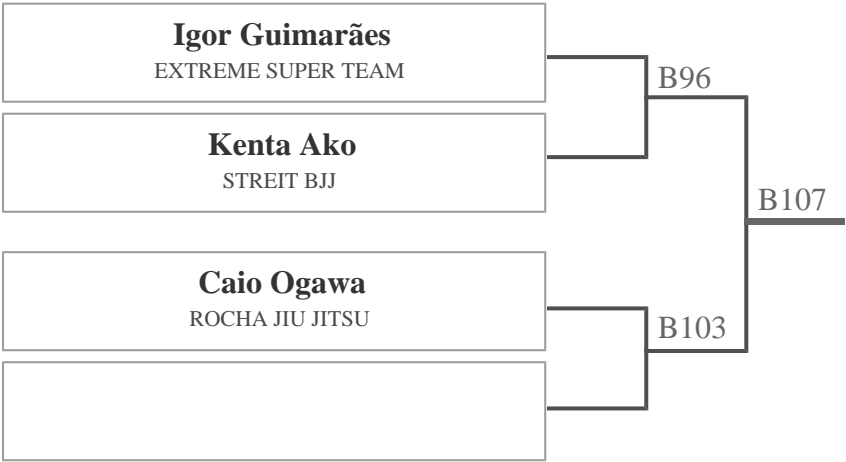 Igor Guimarães
EXTREME SUPER TEAM
B96
Kenta Ako
STREIT BJJ
B107
Caio Ogawa
ROCHA JIU JITSU
B103